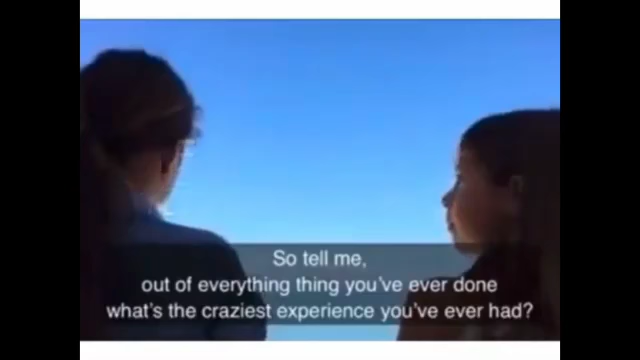 So tell me,
out of everything thing you've ever done
what's the craziest experience you've ever had?